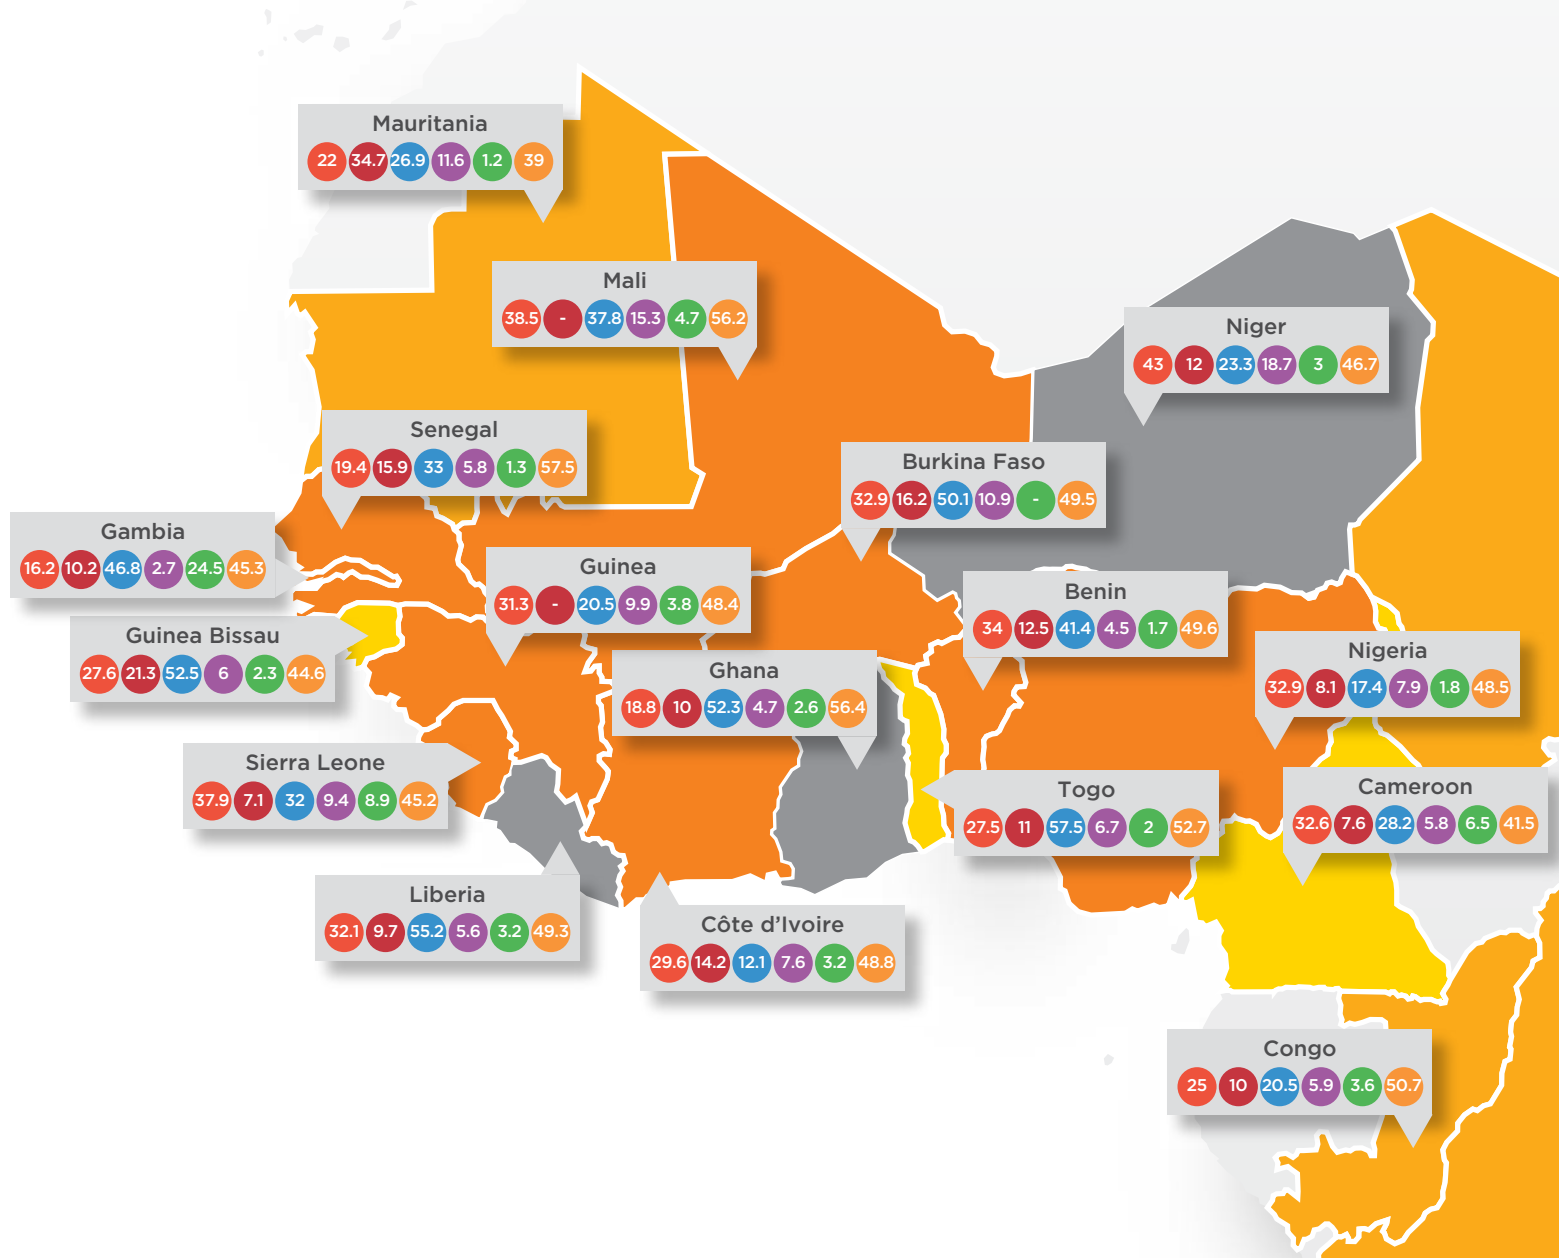 Mauritania
22 34.7 26.9 11.6 1.2 39
Mali
38.5 - 37.8 15.3 4.7 56.2
Niger
43 12 23.3 18.7 3 46.7
Senegal
19.4 15.9 33 5.8 1.3 57.5
Burkina Faso
32.9 16.2 50.1 10.9 - 49.5
Gambia
16.2 10.2 46.8 2.7 24.5 45.3
Guinea
31.3 - 20.5 9.9 3.8 48.4
Benin
34 12.5 41.4 4.5 1.7 49.6
Guinea Bissau
27.6 21.3 52.5 6 2.3 44.6
Nigeria
32.9 8.1 17.4 7.9 1.8 48.5
Ghana
18.8 10 52.3 4.7 2.6 56.4
Sierra Leone
37.9 7.1 32 9.4 8.9 45.2
Togo
27.5 11 57.5 6.7 2 52.7
Cameroon
32.6 7.6 28.2 5.8 6.5 41.5
Liberia
32.1 9.7 55.2 5.6 3.2 49.3
Côte d’Ivoire
29.6 14.2 12.1 7.6 3.2 48.8
Congo
25 10 20.5 5.9 3.6 50.7